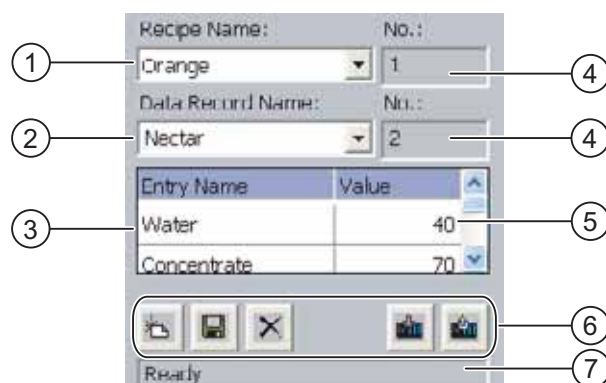 Recipe Name: No.:
1 Orange 1 4
Data Record Name: No.:
2 Nectar 2 4
Entry Name Value
3 Water 40 5
Concentrate 70
6
Ready 7